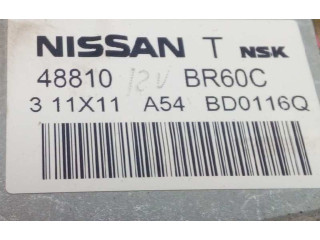 NISSAN T NSK
48810 12V BR60C
3 11X11 A54 BD0116Q